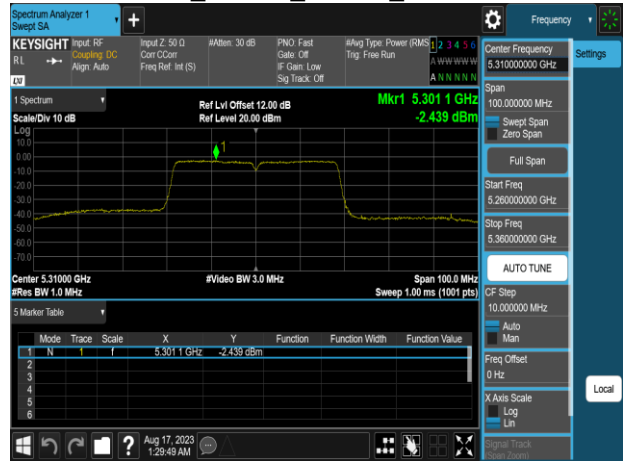 Spectrum Analyzer 1
Swept SA
+
Frequency
KEYSIGHT
Input: RF
Coupling: DC
Align: Auto
Input Z: 50 Ω
Corr CCorr
Freq Ref: Int (S)
#Atten: 30 dB
PNO: Fast
Gate: Off
IF Gain: Low
Sig Track: Off
#Avg Type: Power (RMS
Trig: Free Run
1 2 3 4 5 6
A W W W W W
A N N N N N
R L
LXI
1 Spectrum
Scale/Div 10 dB
Ref Lvl Offset 12.00 dB
Ref Level 20.00 dBm
Mkr1 5.301 1 GHz
-2.439 dBm
Log
10.0
0.00
-10.0
-20.0
-30.0
-40.0
-50.0
-60.0
-70.0
1
Center 5.31000 GHz
#Res BW 1.0 MHz
#Video BW 3.0 MHz
Span 100.0 MHz
Sweep 1.00 ms (1001 pts)
5 Marker Table
Mode Trace Scale X Y Function Function Width Function Value
1 N 1 f 5.301 1 GHz -2.439 dBm
2
3
4
5
6
Aug 17, 2023
1:29:49 AM
?
Center Frequency
5.310000000 GHz
Settings
Span
100.000000 MHz
Swept Span
Zero Span
Full Span
Start Freq
5.260000000 GHz
Stop Freq
5.360000000 GHz
AUTO TUNE
CF Step
10.000000 MHz
Auto
Man
Freq Offset
0 Hz
X Axis Scale
Log
Lin
Local
Signal Track
(Span Zoom)